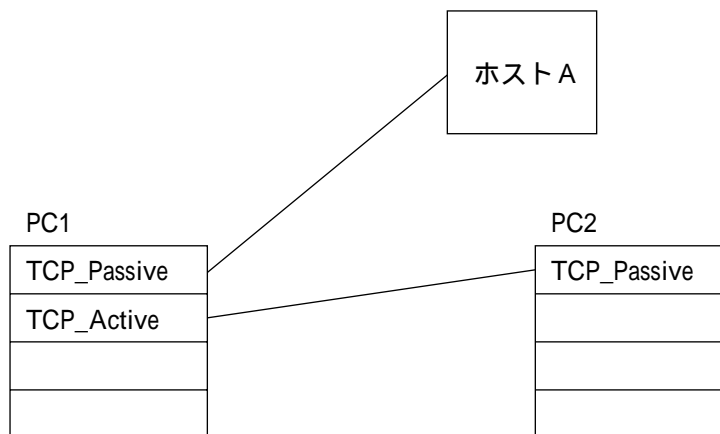 ホストA
PC1
TCP_Passive
TCP_Active
PC2
TCP_Passive